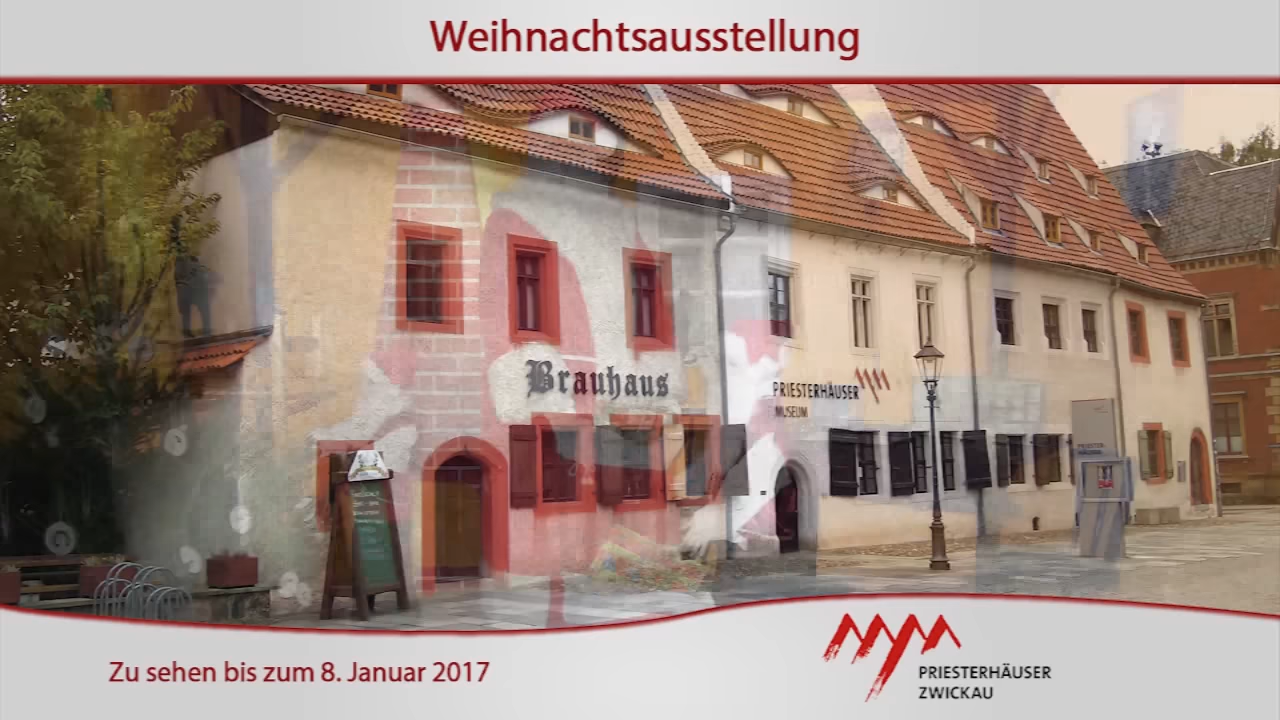 Weihnachtsausstellung
Brauhaus
PRIESTERHÄUSER
MUSEUM
Zu sehen bis zum 8. Januar 2017
PRIESTERHÄUSER
ZWICKAU